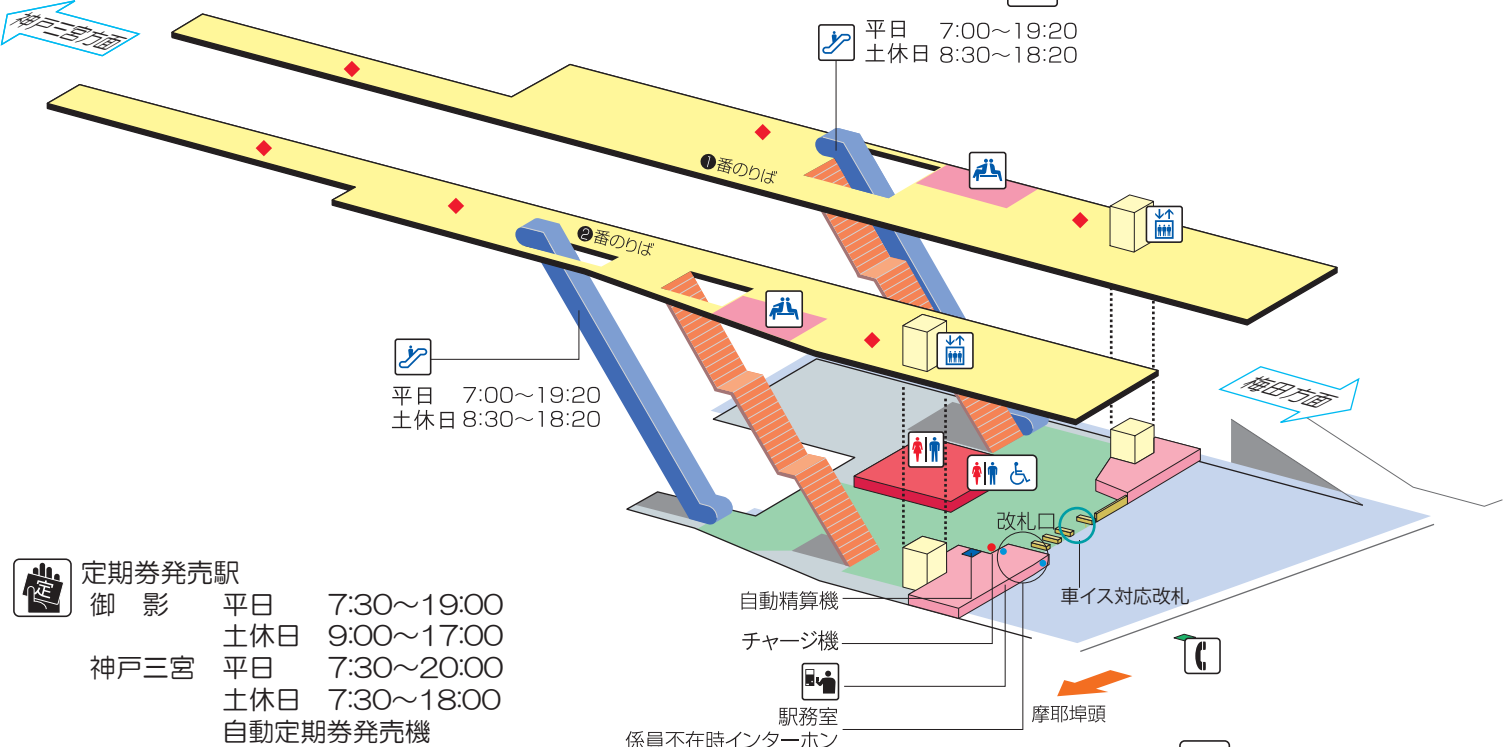 神戸三宮方面
平日 7:00～19:20
土休日 8:30～18:20
❶番のりば
❷番のりば
平日 7:00～19:20
土休日 8:30～18:20
梅田方面
改札口
車イス対応改札
自動精算機
チャージ機
駅務室
係員不在時インターホン
摩耶埠頭
定
定期券発売駅
御影 平日 7:30～19:00
土休日 9:00～17:00
神戸三宮 平日 7:30～20:00
土休日 7:30～18:00
自動定期券発売機